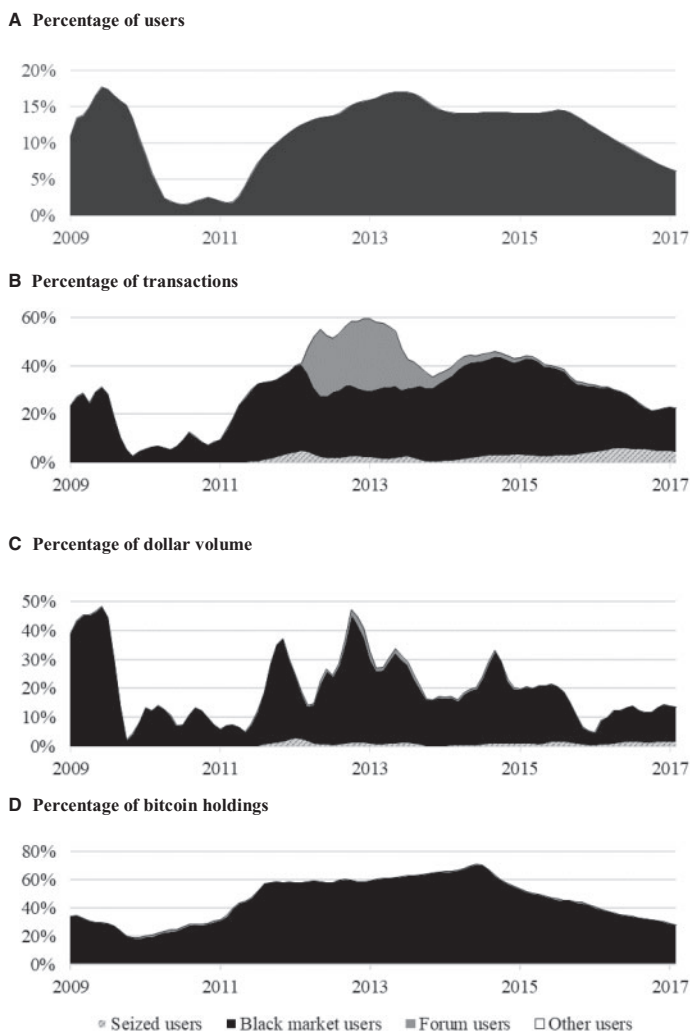 A Percentage of users
20%
15%
10%
5%
0%
2009 2011 2013 2015 2017
B Percentage of transactions
60%
40%
20%
0%
2009 2011 2013 2015 2017
C Percentage of dollar volume
50%
40%
30%
20%
10%
0%
2009 2011 2013 2015 2017
D Percentage of bitcoin holdings
80%
60%
40%
20%
0%
2009 2011 2013 2015 2017
Seized users Black market users Forum users Other users